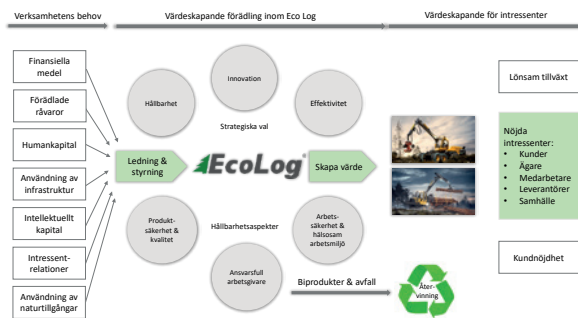 Verksamhetens behov
Värdeskapande förädling inom Eco Log
Värdeskapande för intressenter
Finansiella
medel
Förädlade
råvaror
Humankapital
Användning av
infrastruktur
Intellektuellt
kapital
Intressent-
relationer
Användning av
naturtillgångar
Innovation
Hållbarhet
Effektivitet
Strategiska val
Ledning &
styrning
EcoLog®
Skapa värde
Produkt-
säkerhet &
kvalitet
Hållbarhetsaspekter
Arbets-
säkerhet &
hälsosam
arbetsmiljö
Ansvarsfull
arbetsgivare
Biprodukter & avfall
Åter-
vinning
Lönsam tillväxt
Nöjda
intressenter:
• Kunder
• Ägare
• Medarbetare
• Leverantörer
• Samhälle
Kundnöjdhet